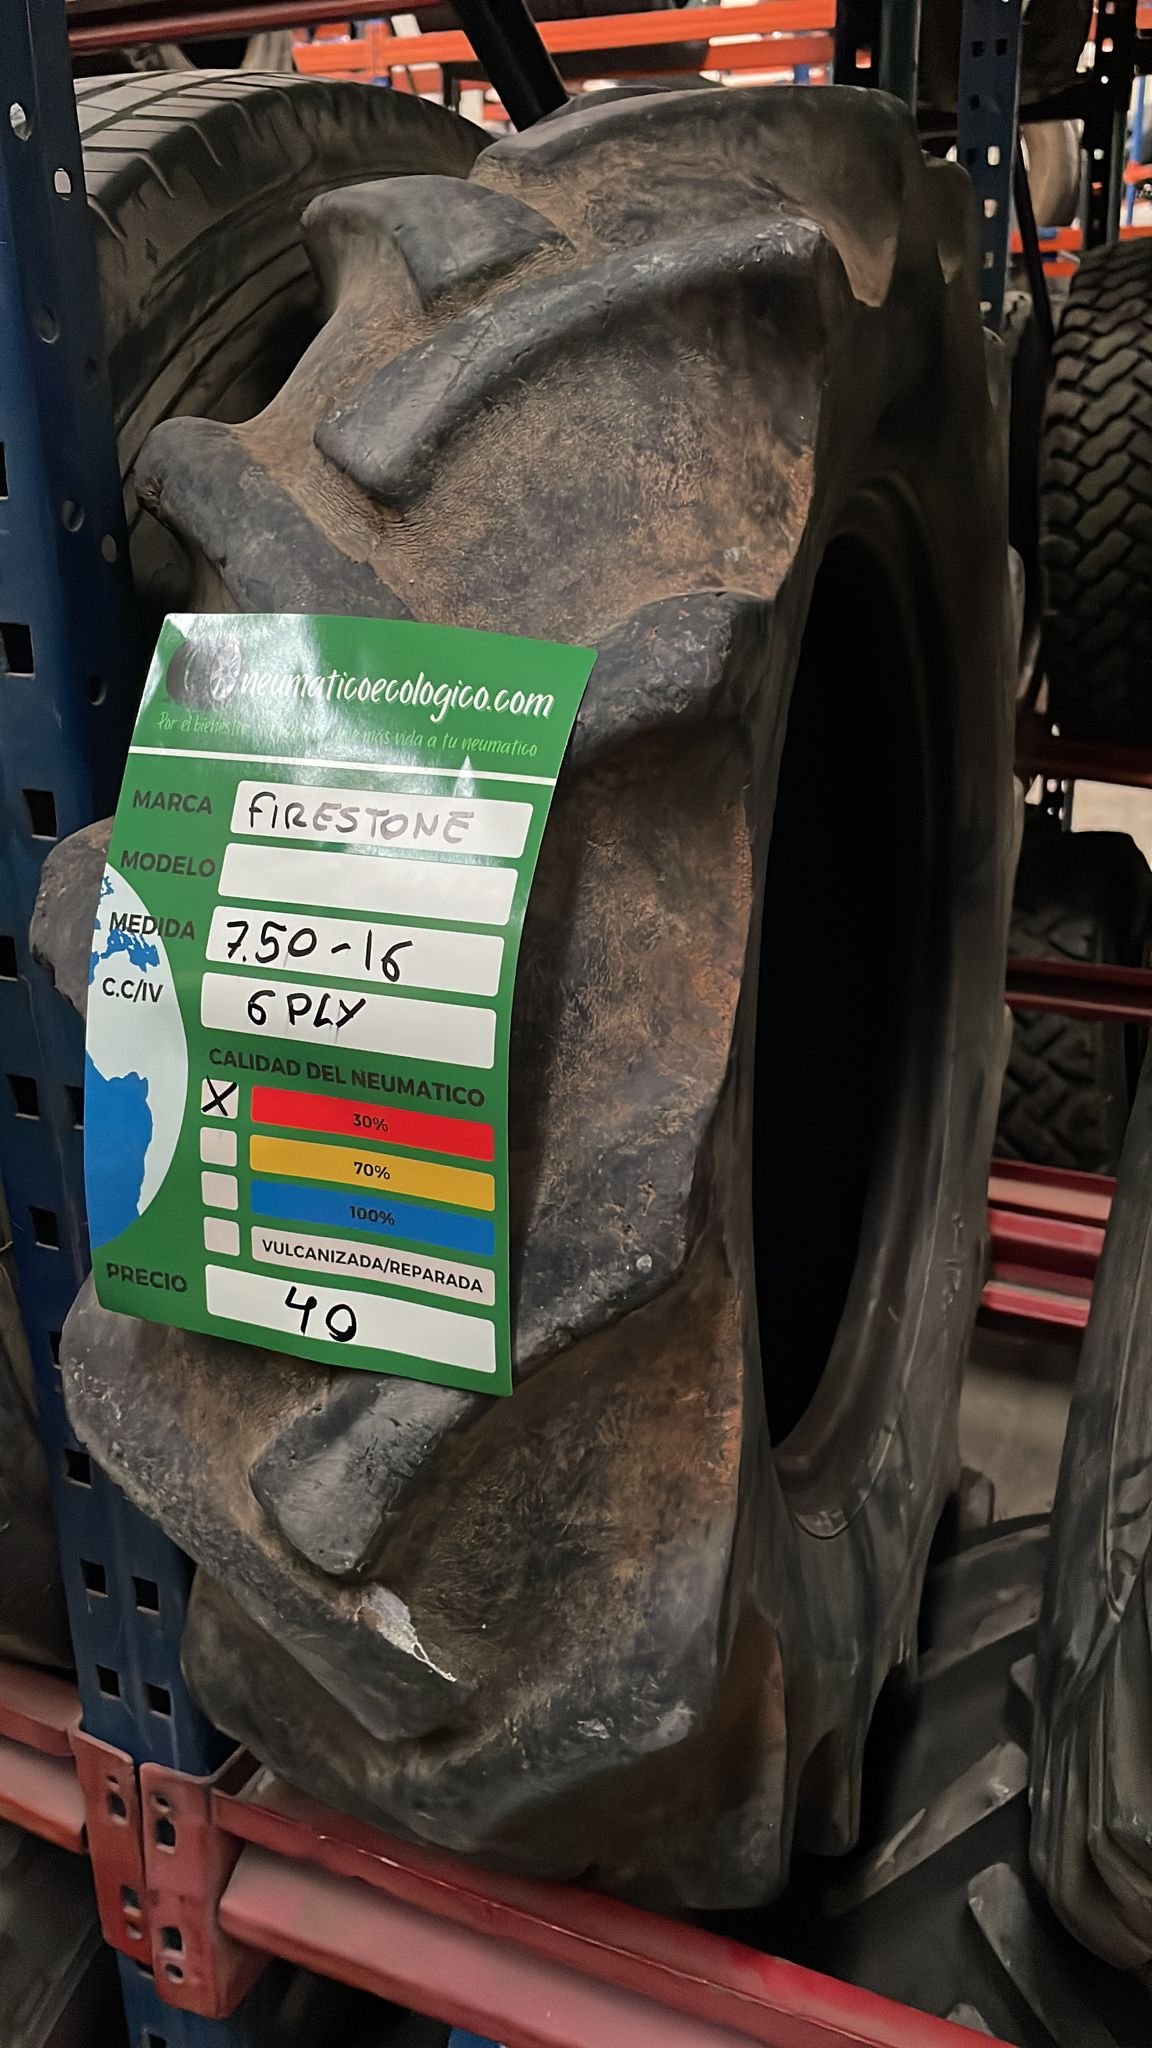 neumaticoecologico.com
Por el bienestar más vida a tu neumatico
MARCA FIRESTONE
MODELO
MEDIDA 7.50-16
C.C/IV 6 PLY
CALIDAD DEL NEUMATICO
X 30%
70%
100%
VULCANIZADA/REPARADA
PRECIO 40